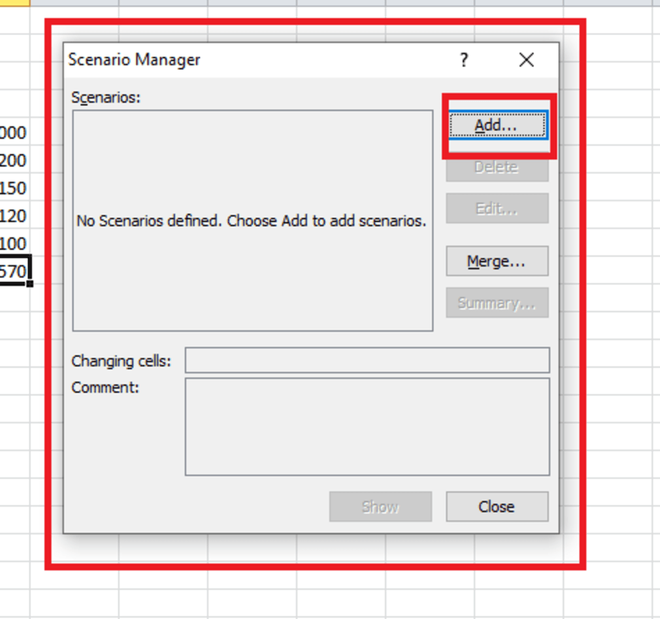 Scenario Manager
?
Scenarios:
000
200
150
120
100
570
Add...
Delete
Edit...
Merge...
Summary...
No Scenarios defined. Choose Add to add scenarios.
Changing cells:
Comment:
Show
Close